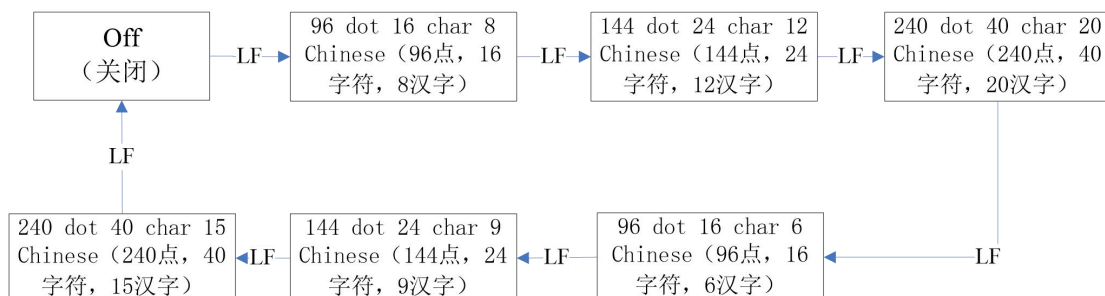 Off
（关闭）
LF
96 dot 16 char 8
Chinese（96点，16
字符，8汉字）
LF
144 dot 24 char 12
Chinese（144点，24
字符，12汉字）
LF
240 dot 40 char 20
Chinese（240点，40
字符，20汉字）
LF
96 dot 16 char 6
Chinese（96点，16
字符，6汉字）
LF
144 dot 24 char 9
Chinese（144点，24
字符，9汉字）
LF
240 dot 40 char 15
Chinese（240点，40
字符，15汉字）
LF